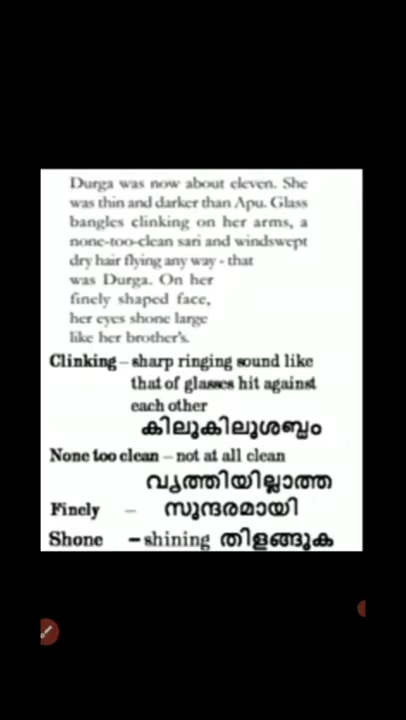 Durga was now about eleven. She
was thin and darker than Apu. Glass
bangles clinking on her arms, a
none-too-clean sari and windswept
dry hair flying any way - that
was Durga. On her
finely shaped face,
her eyes shone large
like her brother's.
Clinking – sharp ringing sound like
that of glasses hit against
each other
കിലുകിലുശബ്ദം
None too clean – not at all clean
വൃത്തിയില്ലാത്ത
Finely – സുന്ദരമായി
Shone – shining തിളങ്ങുക